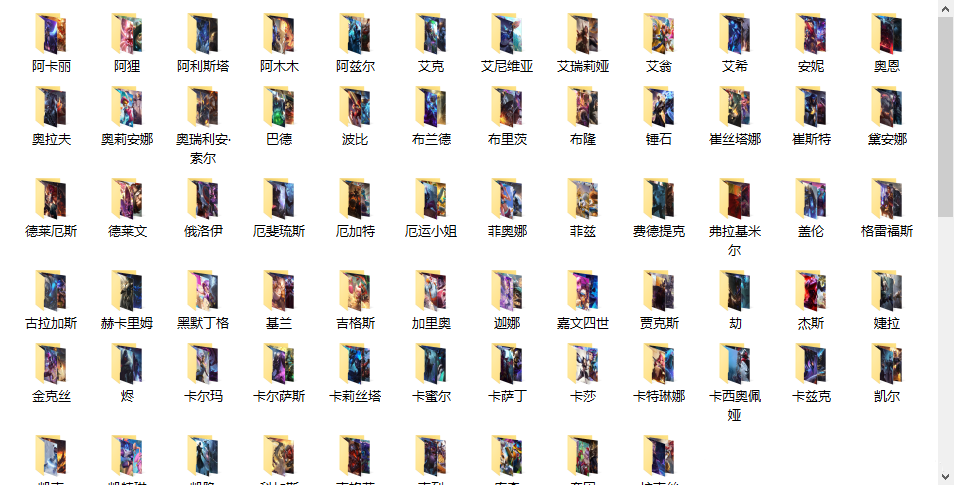 阿卡丽 阿狸 阿利斯塔 阿木木 阿兹尔 艾克 艾尼维亚 艾瑞莉娅 艾翁 艾希 安妮 奥恩
奥拉夫 奥莉安娜 奥瑞利安· 巴德 波比 布兰德 布里茨 布隆 锤石 崔丝塔娜 崔斯特 黛安娜
索尔
德莱厄斯 德莱文 俄洛伊 厄斐琉斯 厄加特 厄运小姐 菲奥娜 菲兹 费德提克 弗拉基米 盖伦 格雷福斯
尔
古拉加斯 赫卡里姆 黑默丁格 基兰 吉格斯 加里奥 迦娜 嘉文四世 贾克斯 劫 杰斯 婕拉
金克丝 烬 卡尔玛 卡尔萨斯 卡莉丝塔 卡蜜尔 卡萨丁 卡莎 卡特琳娜 卡西奥佩 卡兹克 凯尔
娅